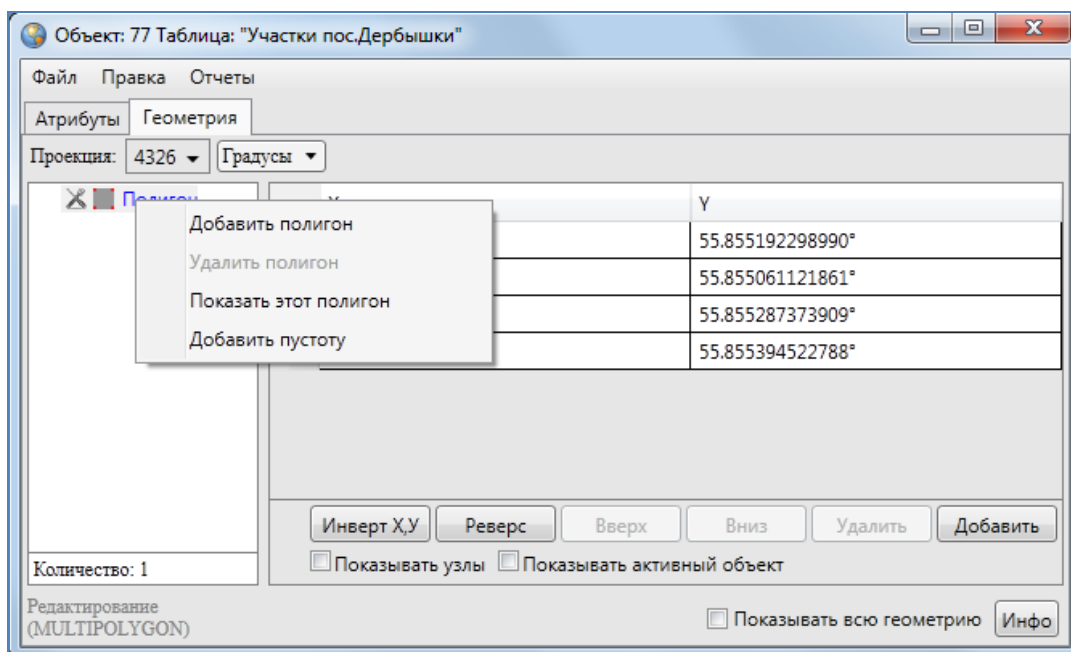 Объект: 77 Таблица: "Участки пос.Дербышки"
Файл Правка Отчеты
Атрибуты Геометрия
Проекция: 4326 Градусы
Полигон
Y
Добавить полигон
Удалить полигон
Показать этот полигон
Добавить пустоту
55.855192298990°
55.855061121861°
55.855287373909°
55.855394522788°
Инверт X,У Реверс Вверх Вниз Удалить Добавить
Показывать узлы Показывать активный объект
Количество: 1
Редактирование
(MULTIPOLYGON)
Показывать всю геометрию Инфо